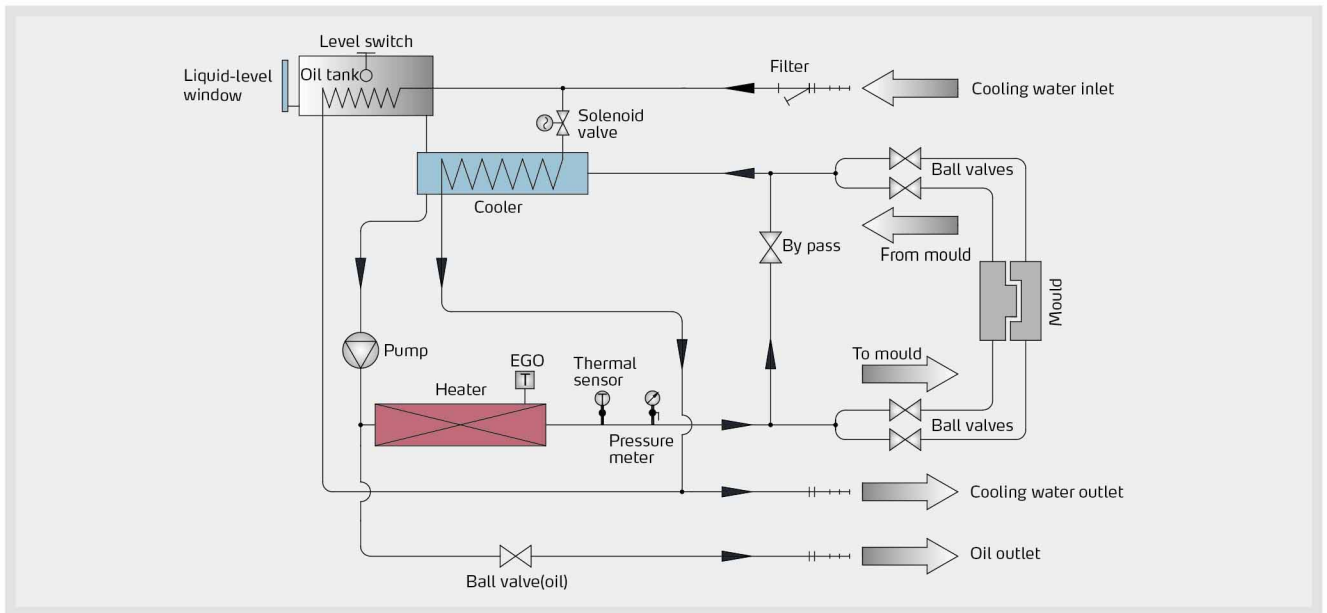 Level switch
Oil tank
Liquid-level
window
Filter
Cooling water inlet
Solenoid
valve
Ball valves
Cooler
From mould
By pass
Mould
Pump
To mould
EGO
T
Thermal
sensor
Heater
Pressure
meter
Ball valves
Cooling water outlet
Oil outlet
Ball valve(oil)